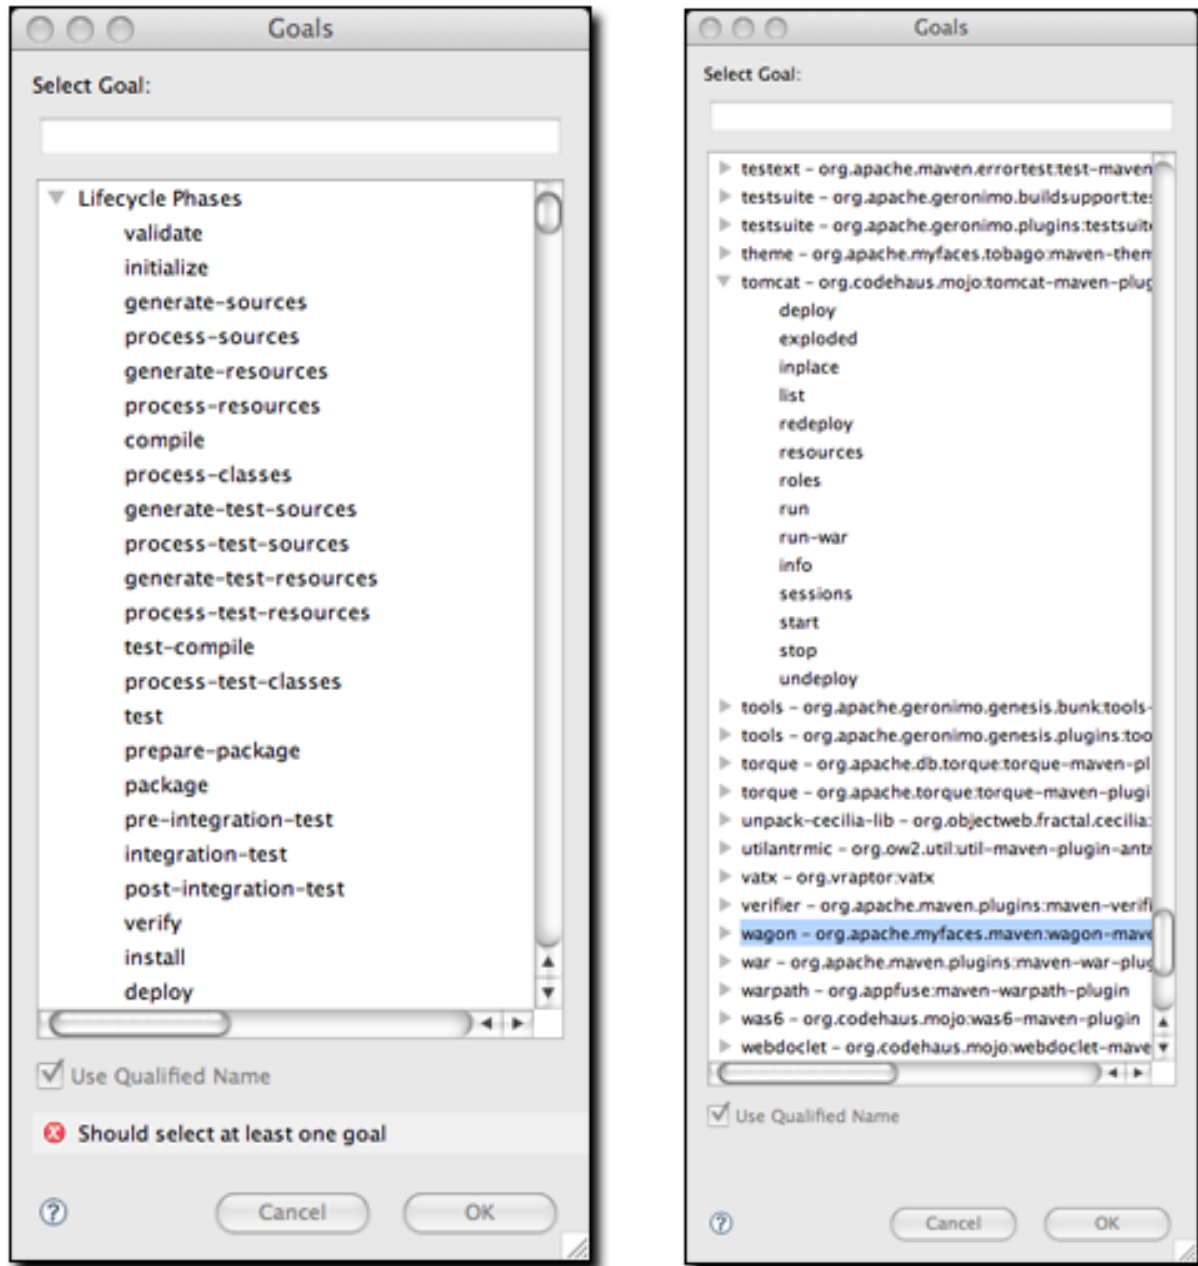 Goals
Select Goal:
Lifecycle Phases
validate
initialize
generate-sources
process-sources
generate-resources
process-resources
compile
process-classes
generate-test-sources
process-test-sources
generate-test-resources
process-test-resources
test-compile
process-test-classes
test
prepare-package
package
pre-integration-test
integration-test
post-integration-test
verify
install
deploy
Use Qualified Name
Should select at least one goal
Cancel OK
Goals
Select Goal:
testext – org.apache.maven.errortest:test-maven
testsuite – org.apache.geronimo.buildsupport:tes
testsuite – org.apache.geronimo.plugins:testsuite
theme – org.apache.myfaces.tobago:maven-them
tomcat – org.codehaus.mojo:tomcat-maven-plug
deploy
exploded
inplace
list
redeploy
resources
roles
run
run-war
info
sessions
start
stop
undeploy
tools – org.apache.geronimo.genesis.bunk:tools-
tools – org.apache.geronimo.genesis.plugins:too
torque – org.apache.db.torque:torque-maven-pl
torque – org.apache.torque:torque-maven-plugi
unpack-cecilia-lib – org.objectweb.fractal.cecilia:
utilantrmic – org.ow2.util:util-maven-plugin-antr
vatx – org.vraptor:vatx
verifier – org.apache.maven.plugins:maven-verifi
wagon – org.apache.myfaces.maven:wagon-mave
war – org.apache.maven.plugins:maven-war-plug
warpath – org.appfuse:maven-warpath-plugin
was6 – org.codehaus.mojo:was6-maven-plugin
webdoclet – org.codehaus.mojo:webdoclet-mave
Use Qualified Name
Cancel OK